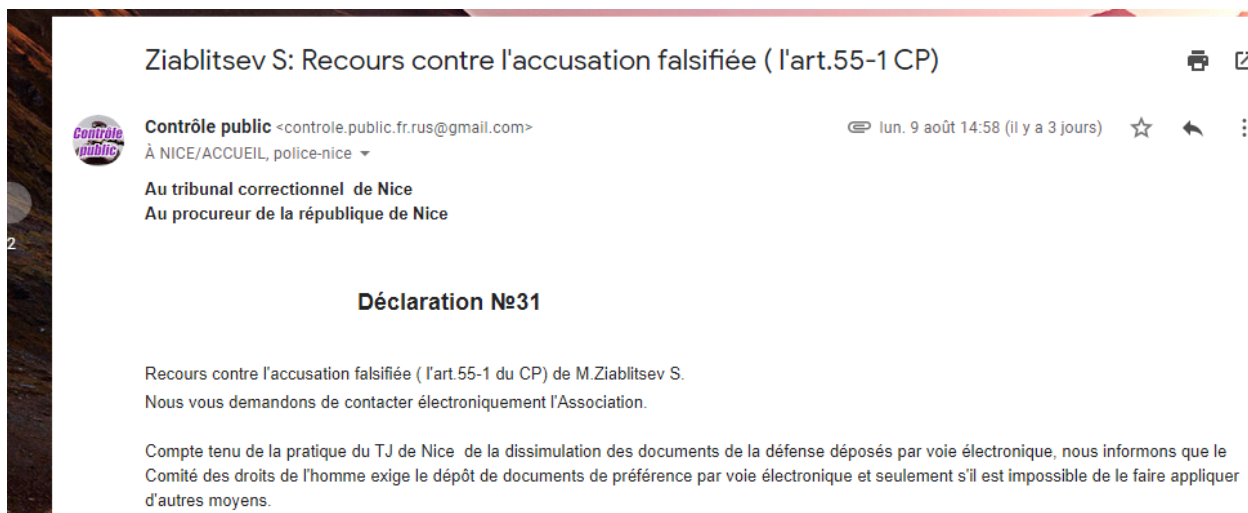 Ziablitsev S: Recours contre l'accusation falsifiée ( l'art.55-1 CP)
Contrôle public
Contrôle public <controle.public.fr.rus@gmail.com>
lun. 9 août 14:58 (il y a 3 jours)
À NICE/ACCUEIL, police-nice
Au tribunal correctionnel  de Nice
Au procureur de la république de Nice
2
Déclaration №31
Recours contre l'accusation falsifiée ( l'art.55-1 du CP) de M.Ziablitsev S.
Nous vous demandons de contacter électroniquement l'Association.
Compte tenu de la pratique du TJ de Nice  de la dissimulation des documents de la défense déposés par voie électronique, nous informons que le
Comité des droits de l'homme exige le dépôt de documents de préférence par voie électronique et seulement s'il est impossible de le faire appliquer
d'autres moyens.